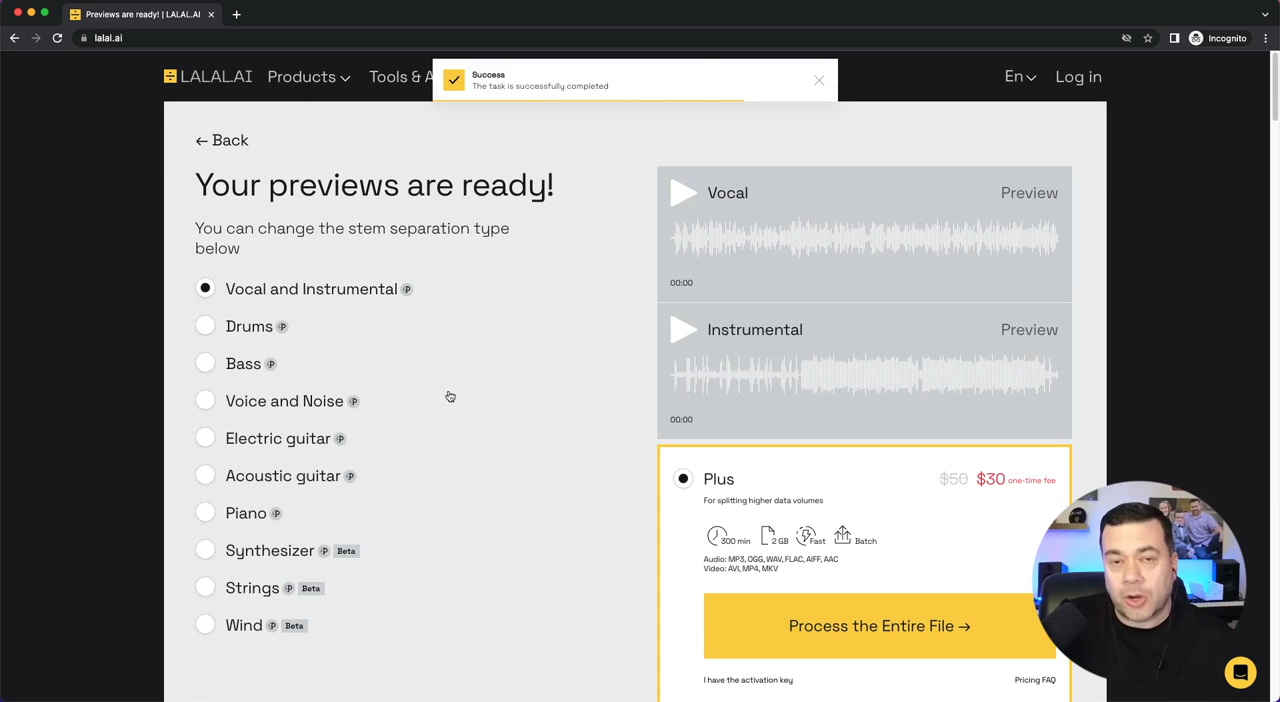 Previews are ready! | LALAL.AI
lalal.ai
Incognito
LALAL.AI
Products
Tools & A
En
Log in
Success
The task is successfully completed
← Back
Your previews are ready!
You can change the stem separation type
below
Vocal and Instrumental P
Drums P
Bass P
Voice and Noise P
Electric guitar P
Acoustic guitar P
Piano P
Synthesizer P Beta
Strings P Beta
Wind P Beta
Vocal
Preview
00:00
Instrumental
Preview
00:00
Plus
$50 $30 one-time fee
For splitting higher data volumes
300 min
2 GB
Fast
Batch
Audio: MP3, OGG, WAV, FLAC, AIFF, AAC
Video: AVI, MP4, MKV
Process the Entire File →
I have the activation key
Pricing FAQ